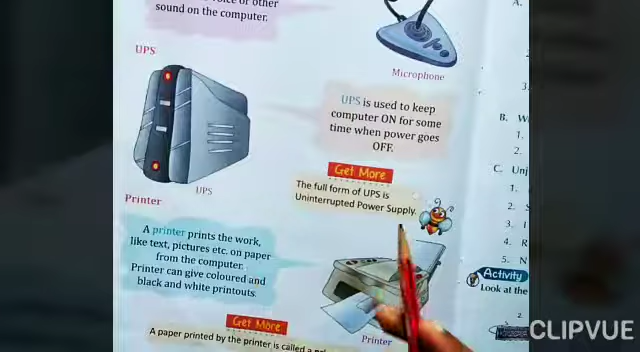 sound on the computer.
Microphone
UPS
UPS is used to keep
computer ON for some
time when power goes
OFF.
UPS
Get More
The full form of UPS is
Uninterrupted Power Supply.
Printer
A printer prints the work,
like text, pictures etc. on paper
from the computer.
Printer can give coloured and
black and white printouts.
Printer
Get More
A paper printed by the printer is called a
A.
3.
B.
1.
2.
C.
1.
2.
3.
4.
5.
Activity
Look at the
2.
CLIPVUE